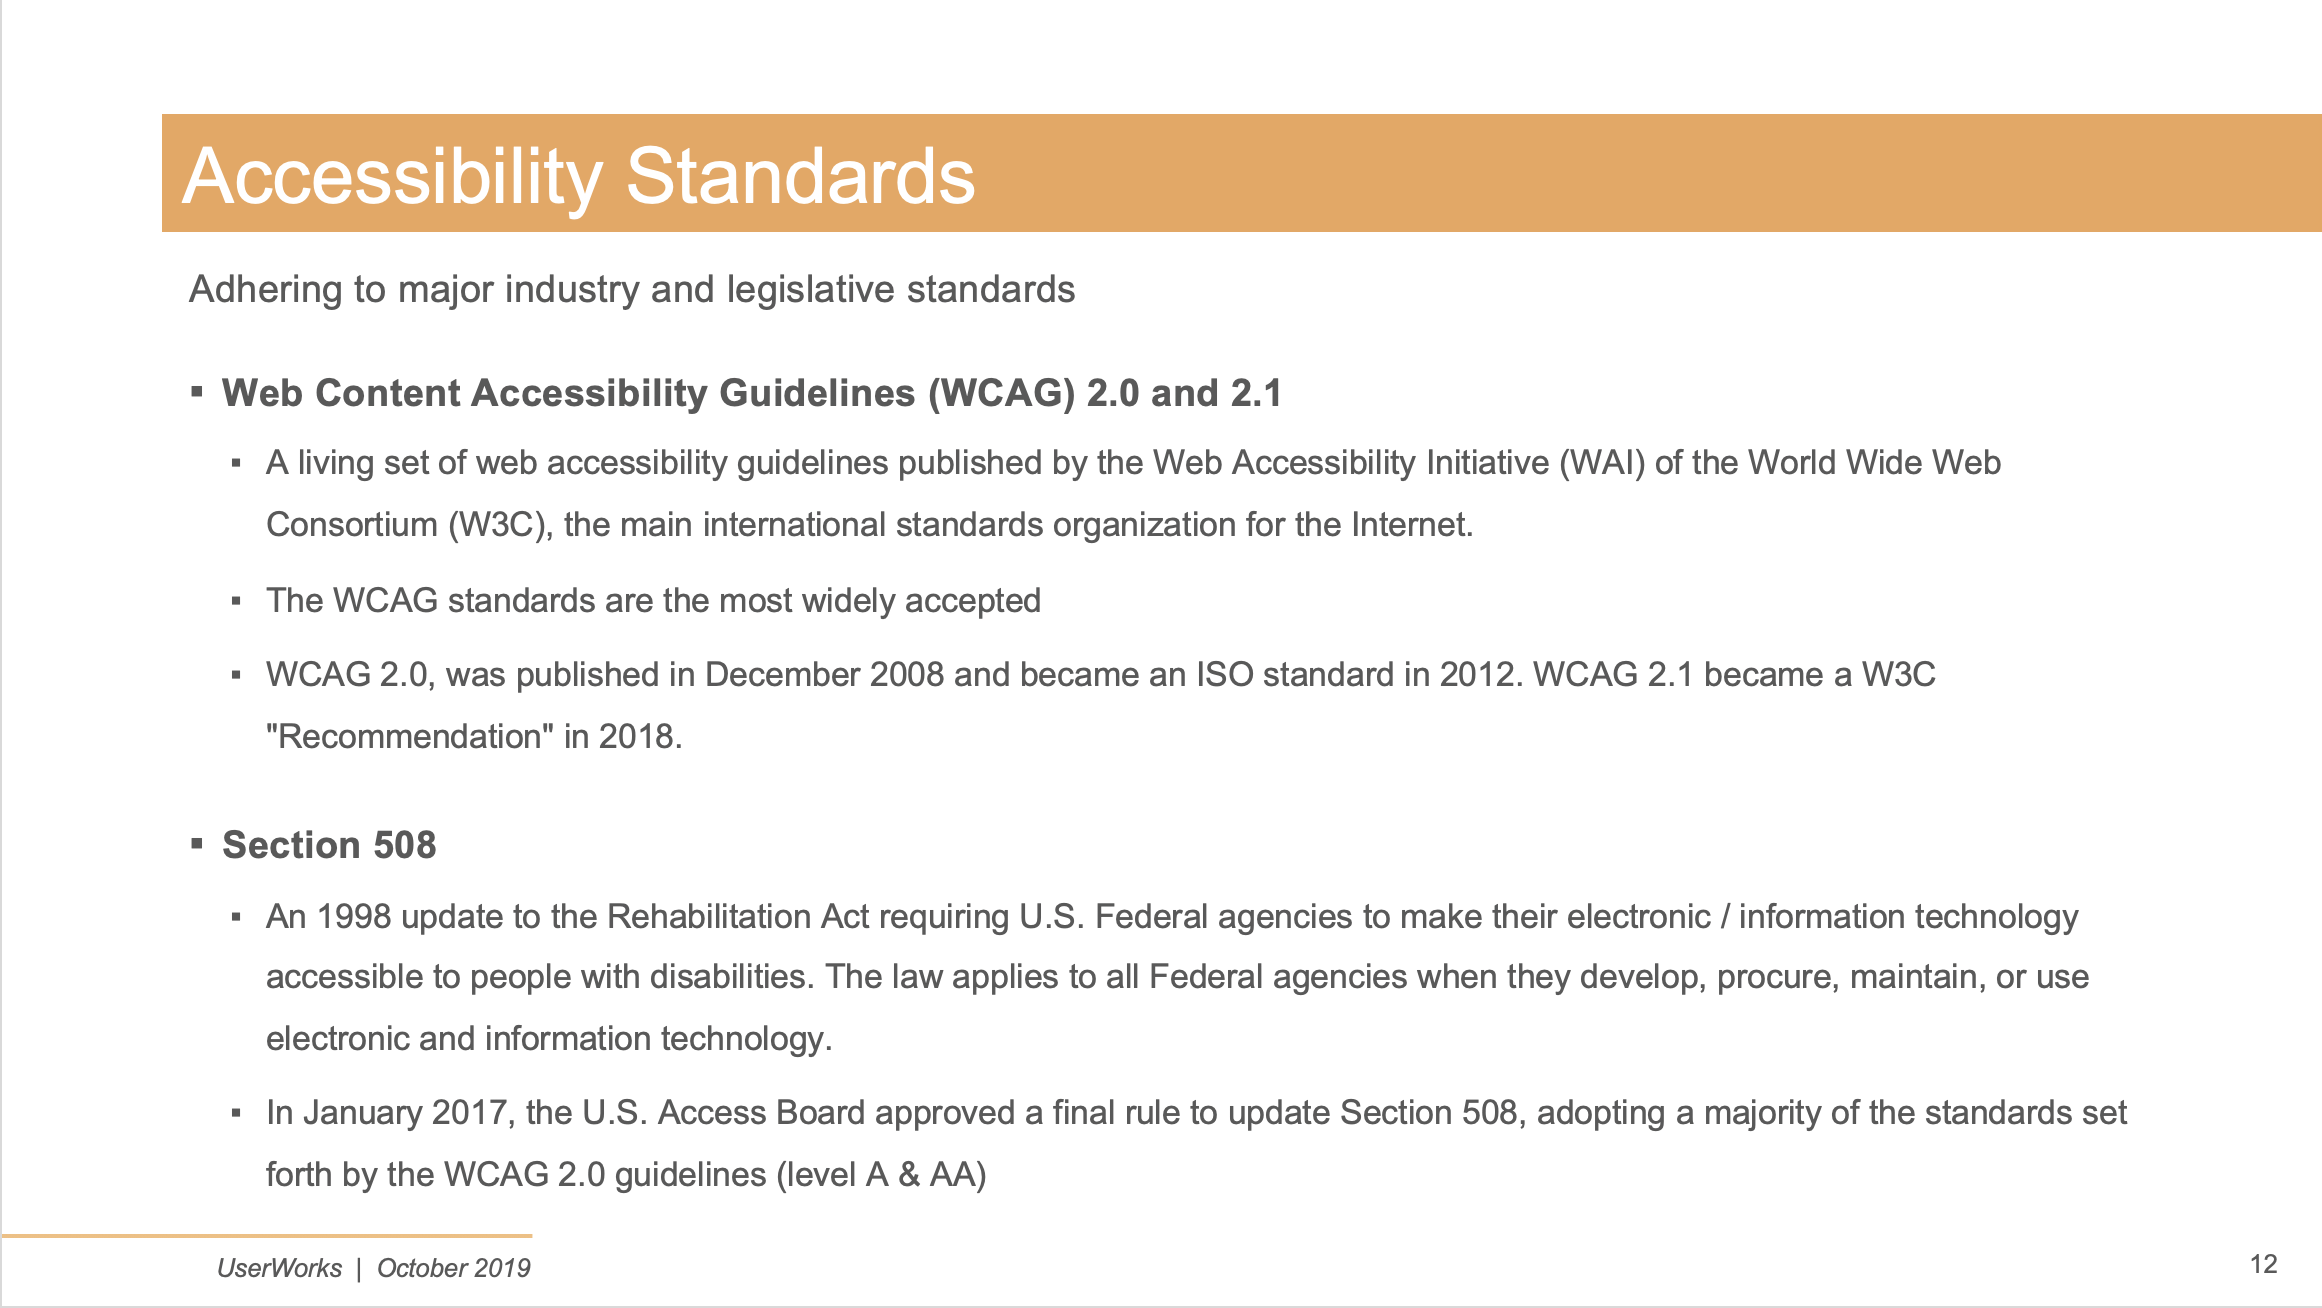 Accessibility Standards
Adhering to major industry and legislative standards
▪ Web Content Accessibility Guidelines (WCAG) 2.0 and 2.1
▪ A living set of web accessibility guidelines published by the Web Accessibility Initiative (WAI) of the World Wide Web
Consortium (W3C), the main international standards organization for the Internet.
▪ The WCAG standards are the most widely accepted
▪ WCAG 2.0, was published in December 2008 and became an ISO standard in 2012. WCAG 2.1 became a W3C
"Recommendation" in 2018.
▪ Section 508
▪ An 1998 update to the Rehabilitation Act requiring U.S. Federal agencies to make their electronic / information technology
accessible to people with disabilities. The law applies to all Federal agencies when they develop, procure, maintain, or use
electronic and information technology.
▪ In January 2017, the U.S. Access Board approved a final rule to update Section 508, adopting a majority of the standards set
forth by the WCAG 2.0 guidelines (level A & AA)
UserWorks | October 2019
12